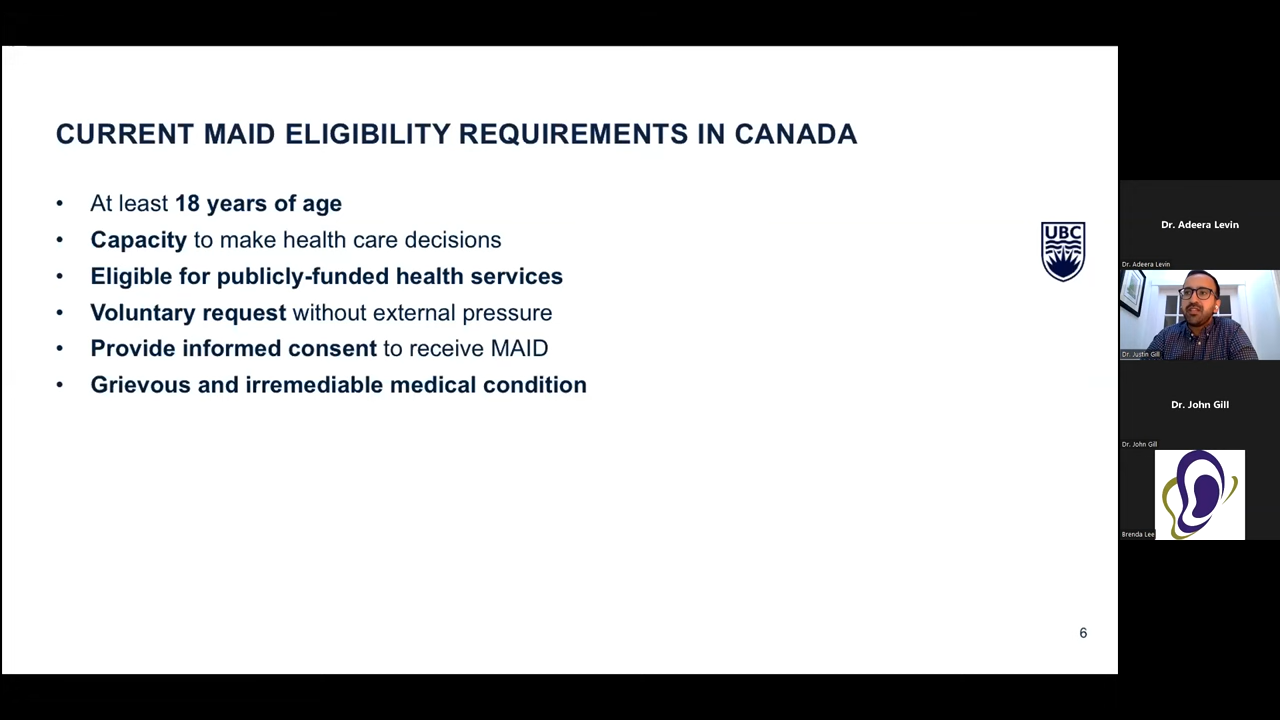 CURRENT MAID ELIGIBILITY REQUIREMENTS IN CANADA
• At least 18 years of age
• Capacity to make health care decisions
• Eligible for publicly-funded health services
• Voluntary request without external pressure
• Provide informed consent to receive MAID
• Grievous and irremediable medical condition
UBC
6
Dr. Adeera Levin
Dr. Adeera Levin
Dr. Justin Gill
Dr. John Gill
Dr. John Gill
Brenda Lee